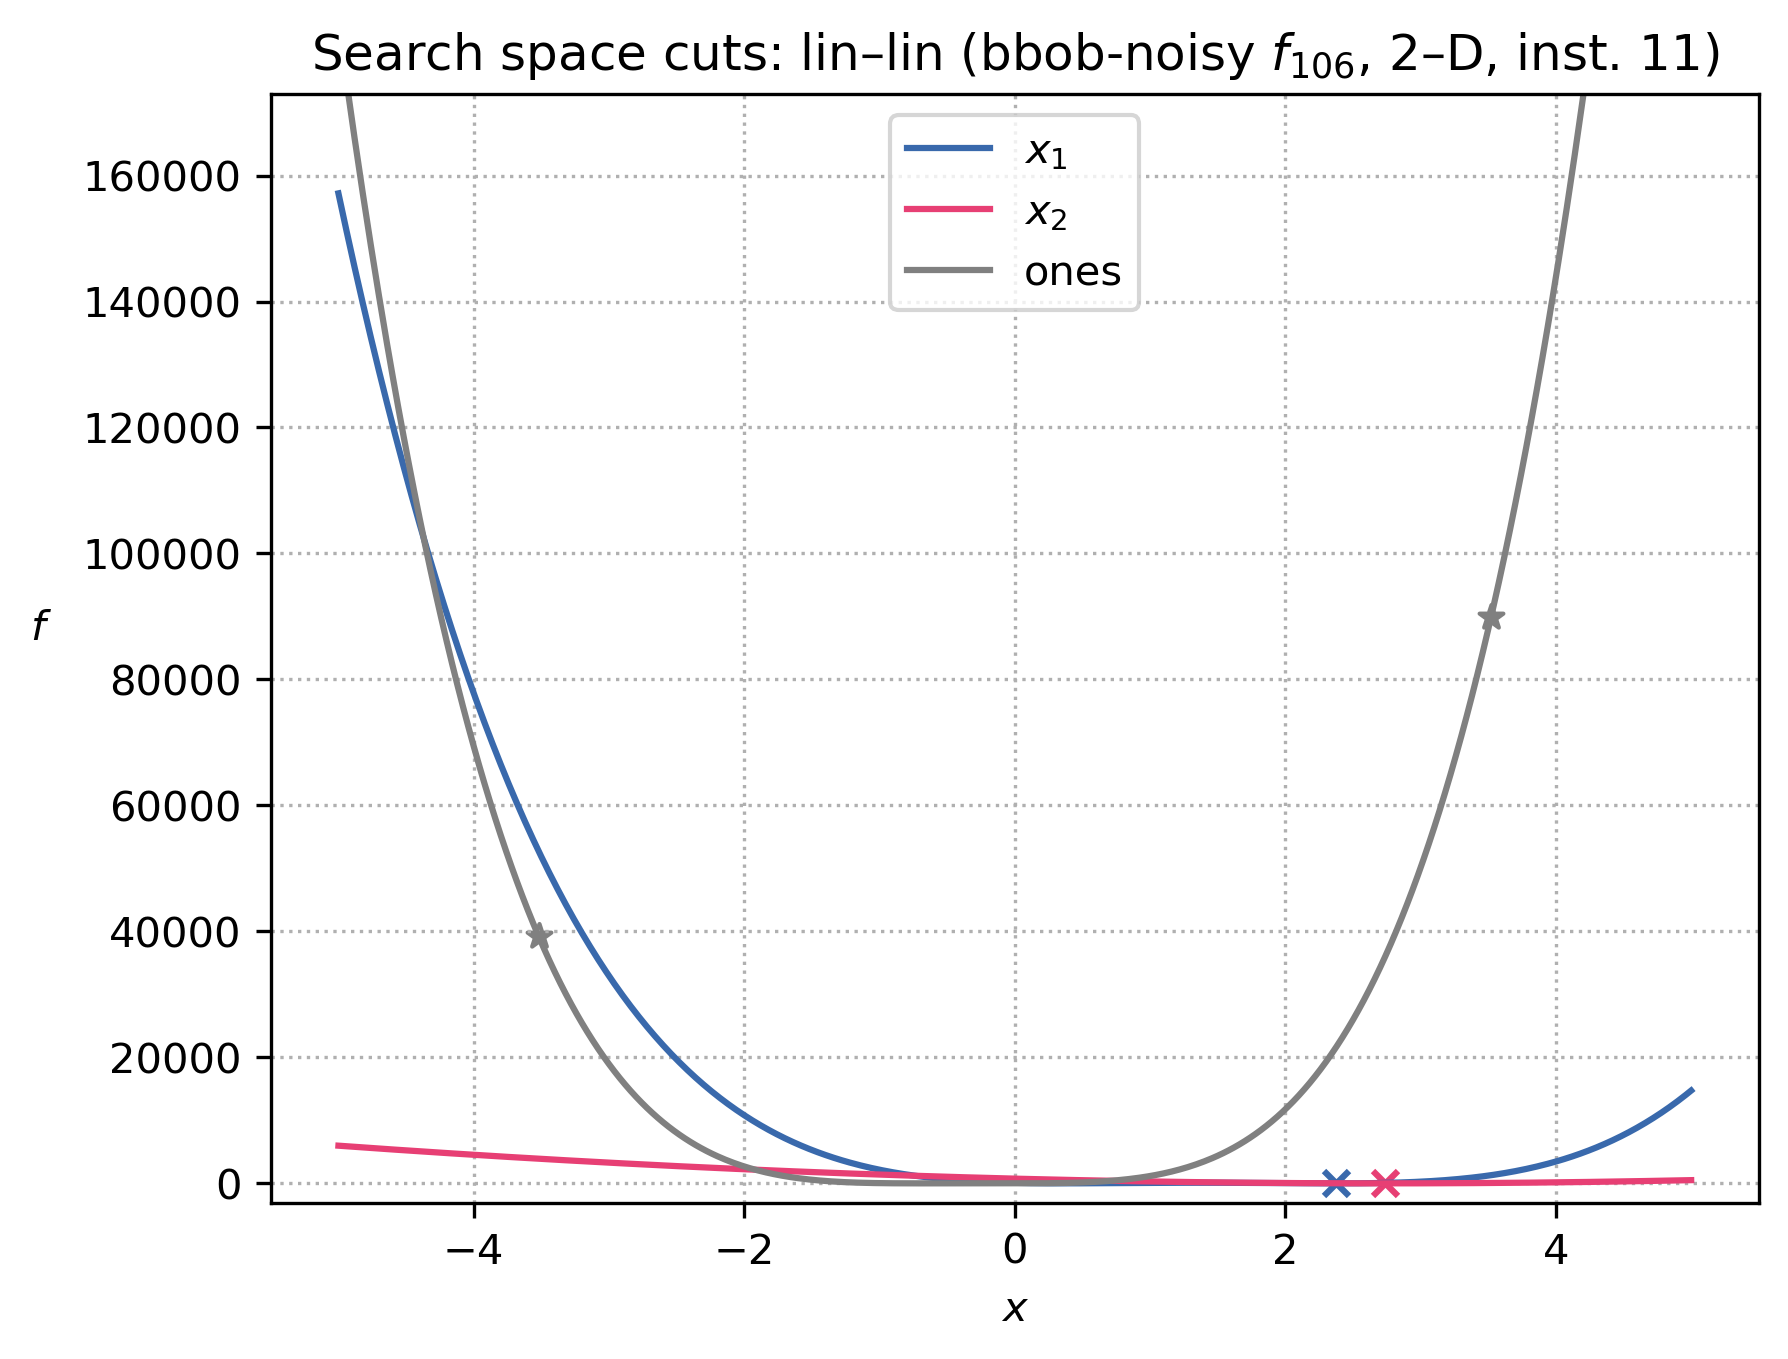 Search space cuts: lin–lin (bbob-noisy f₁₀₆, 2–D, inst. 11)
x₁
x₂
ones
160000
140000
120000
100000
80000
60000
40000
20000
0
f
−4 −2 0 2 4
x